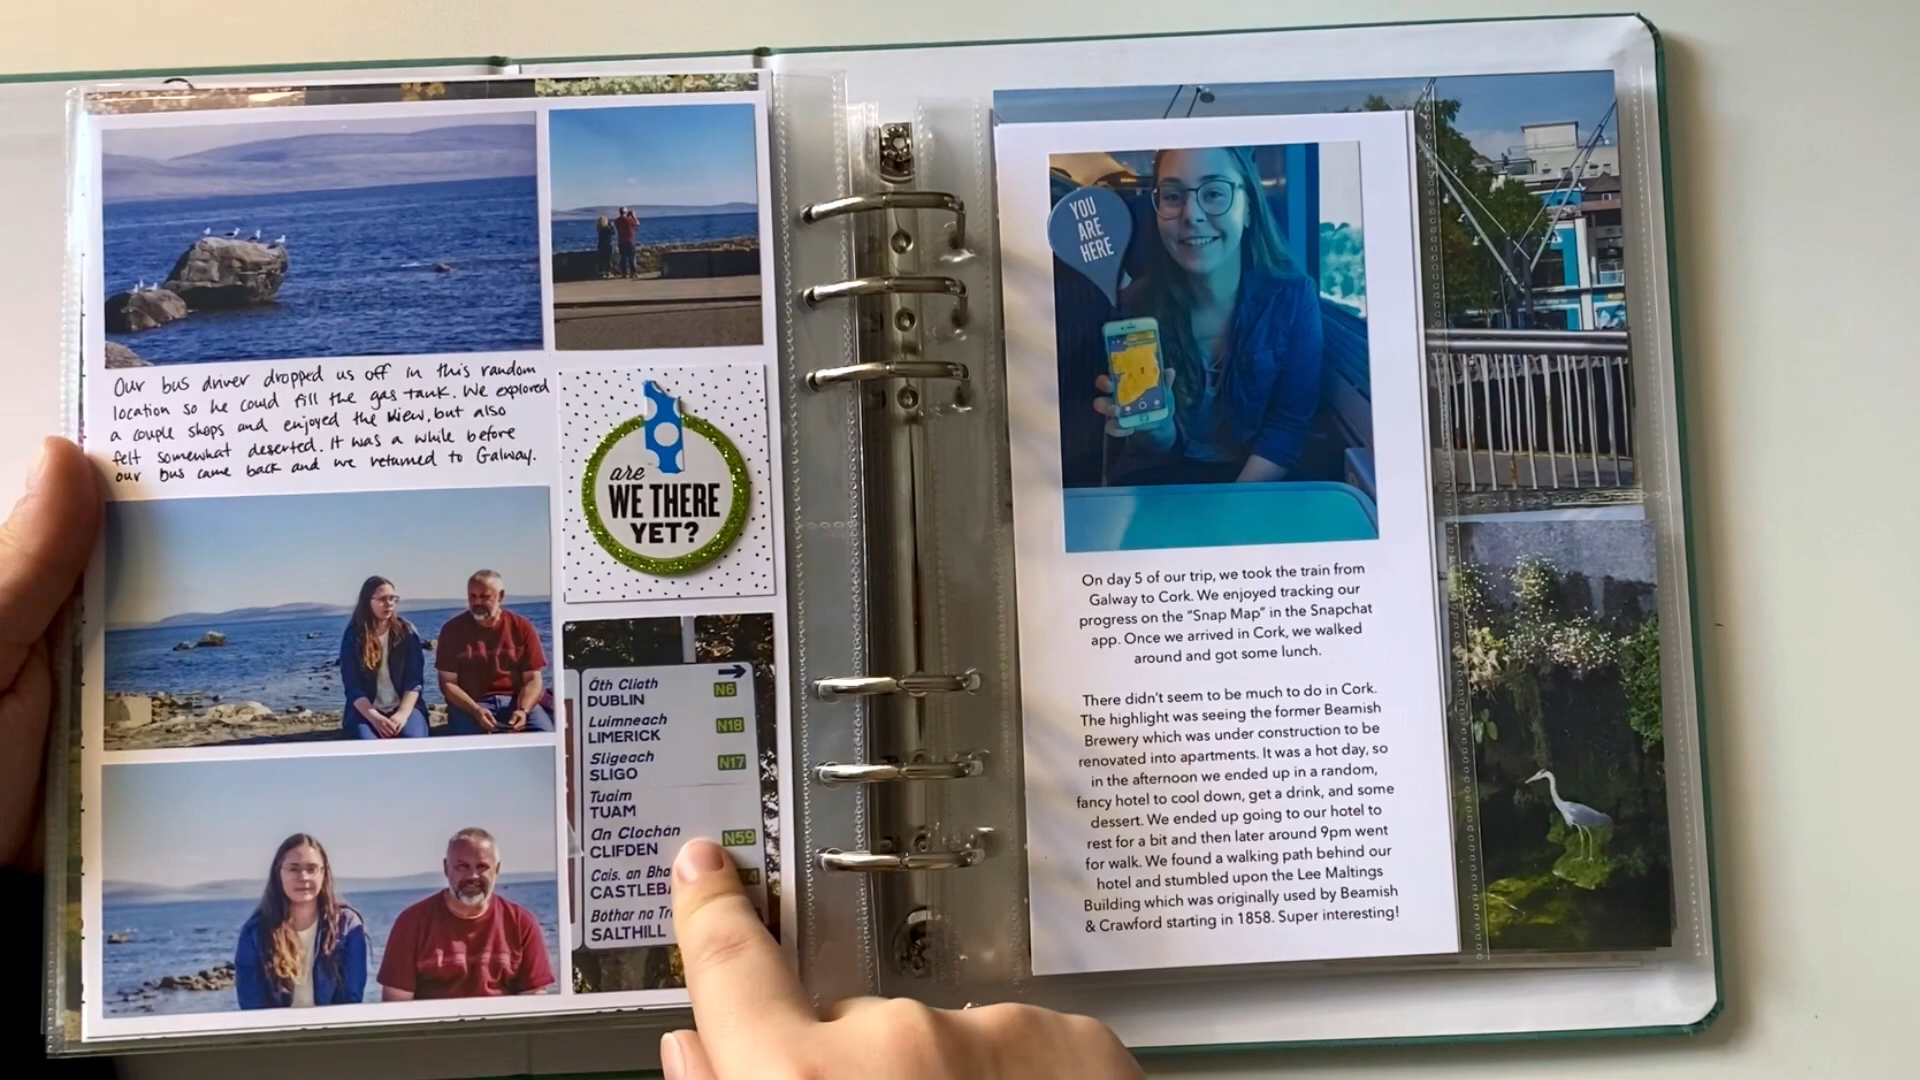 Our bus driver dropped us off in this random
location so he could fill the gas tank. We explored
a couple shops and enjoyed the view, but also
felt somewhat deserted. It was a while before
our bus came back and we returned to Galway.
are
WE THERE
YET?
Áth Cliath
DUBLIN
N6
Luimneach
LIMERICK
N18
Sligeach
SLIGO
N17
Tuaim
TUAM
An Clochán
CLIFDEN
N59
Cais. an
SALTHILL
YOU
ARE
HERE
On day 5 of our trip, we took the train from
Galway to Cork. We enjoyed tracking our
progress on the “Snap Map” in the Snapchat
app. Once we arrived in Cork, we walked
around and got some lunch.
There didn’t seem to be much to do in Cork.
The highlight was seeing the former Beamish
Brewery which was under construction to be
renovated into apartments. It was a hot day, so
in the afternoon we ended up in a random,
fancy hotel to cool down, get a drink, and some
dessert. We ended up going to our hotel to
rest for a bit and then later around 9pm went
for walk. We found a walking path behind our
hotel and stumbled upon the Lee Maltings
Building which was originally used by Beamish
& Crawford starting in 1858. Super interesting!